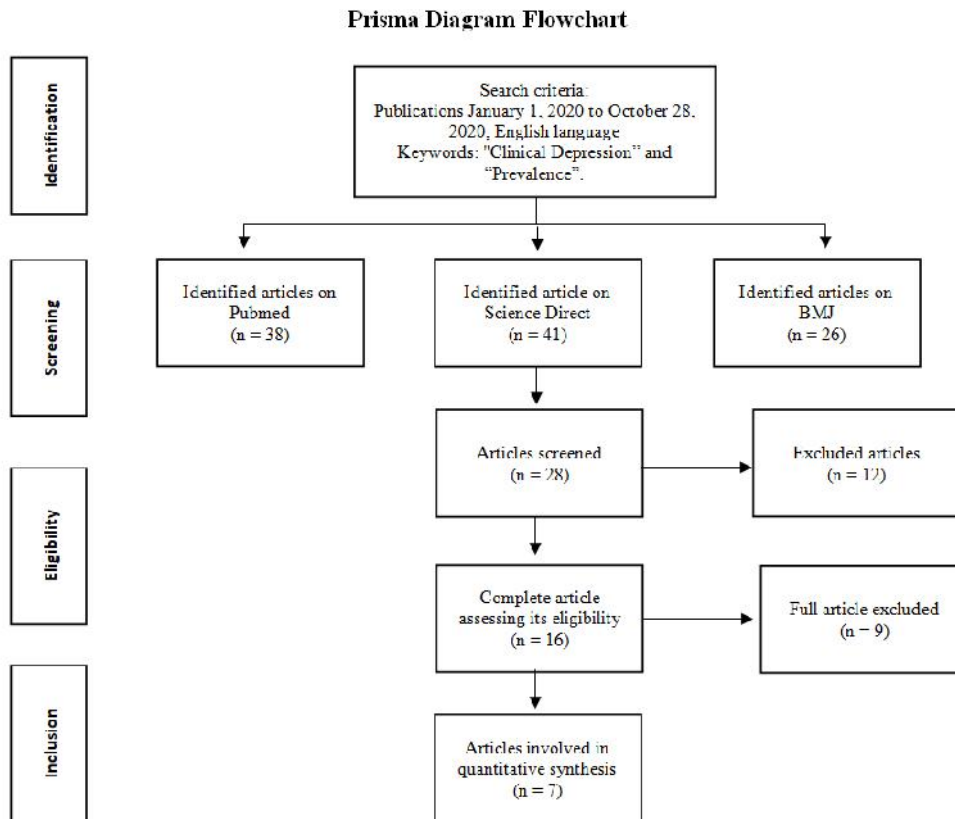 Prisma Diagram Flowchart
Identification
Search criteria:
Publications January 1, 2020 to October 28,
2020, English language
Keywords: "Clinical Depression" and
"Prevalence".
Screening
Identified articles on
Pubmed
(n = 38)
Identified article on
Science Direct
(n = 41)
Identified articles on
BMJ
(n = 26)
Articles screened
(n = 28)
Excluded articles
(n = 12)
Eligibility
Complete article
assessing its eligibility
(n = 16)
Full article excluded
(n = 9)
Inclusion
Articles involved in
quantitative synthesis
(n = 7)